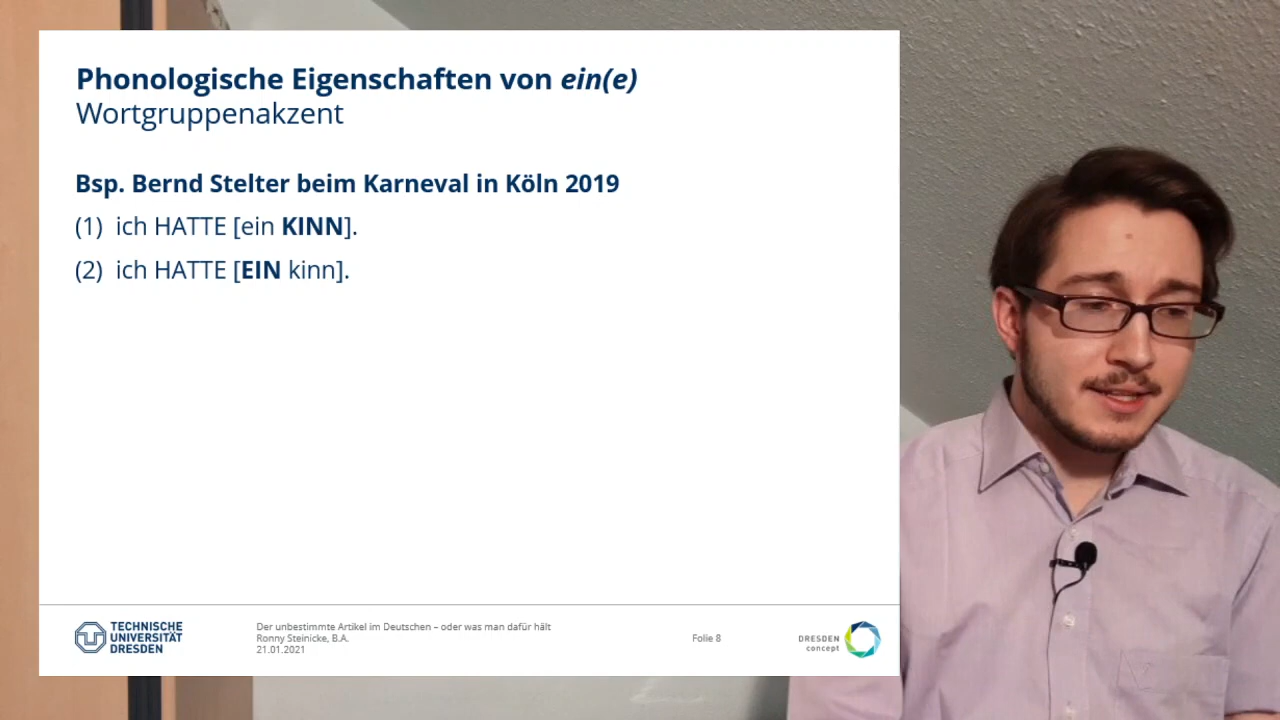 Phonologische Eigenschaften von ein(e)
Wortgruppenakzent
Bsp. Bernd Stelter beim Karneval in Köln 2019
(1) ich HATTE [ein KINN].
(2) ich HATTE [EIN kinn].
TECHNISCHE
UNIVERSITÄT
DRESDEN
Der unbestimmte Artikel im Deutschen – oder was man dafür hält
Ronny Steinicke, B.A.
21.01.2021
Folie 8
DRESDEN
concept